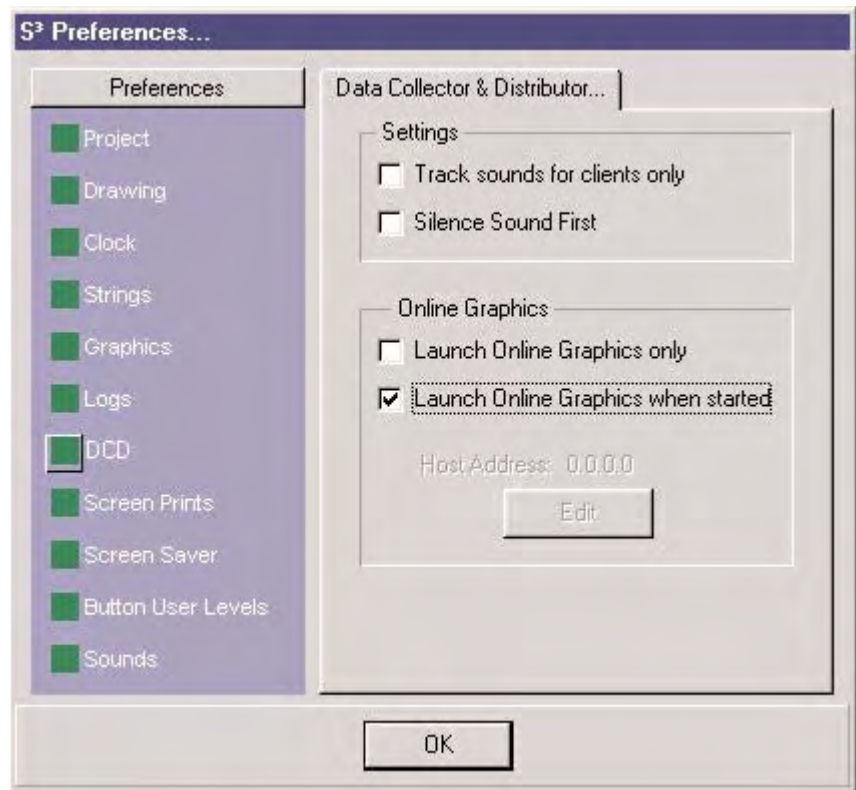 S³ Preferences...
Preferences
Project
Drawing
Clock
Strings
Graphics
Logs
DCD
Screen Prints
Screen Saver
Button User Levels
Sounds
Data Collector & Distributor...
Settings
Track sounds for clients only
Silence Sound First
Online Graphics
Launch Online Graphics only
Launch Online Graphics when started
Host Address: 0.0.0.0
Edit
OK